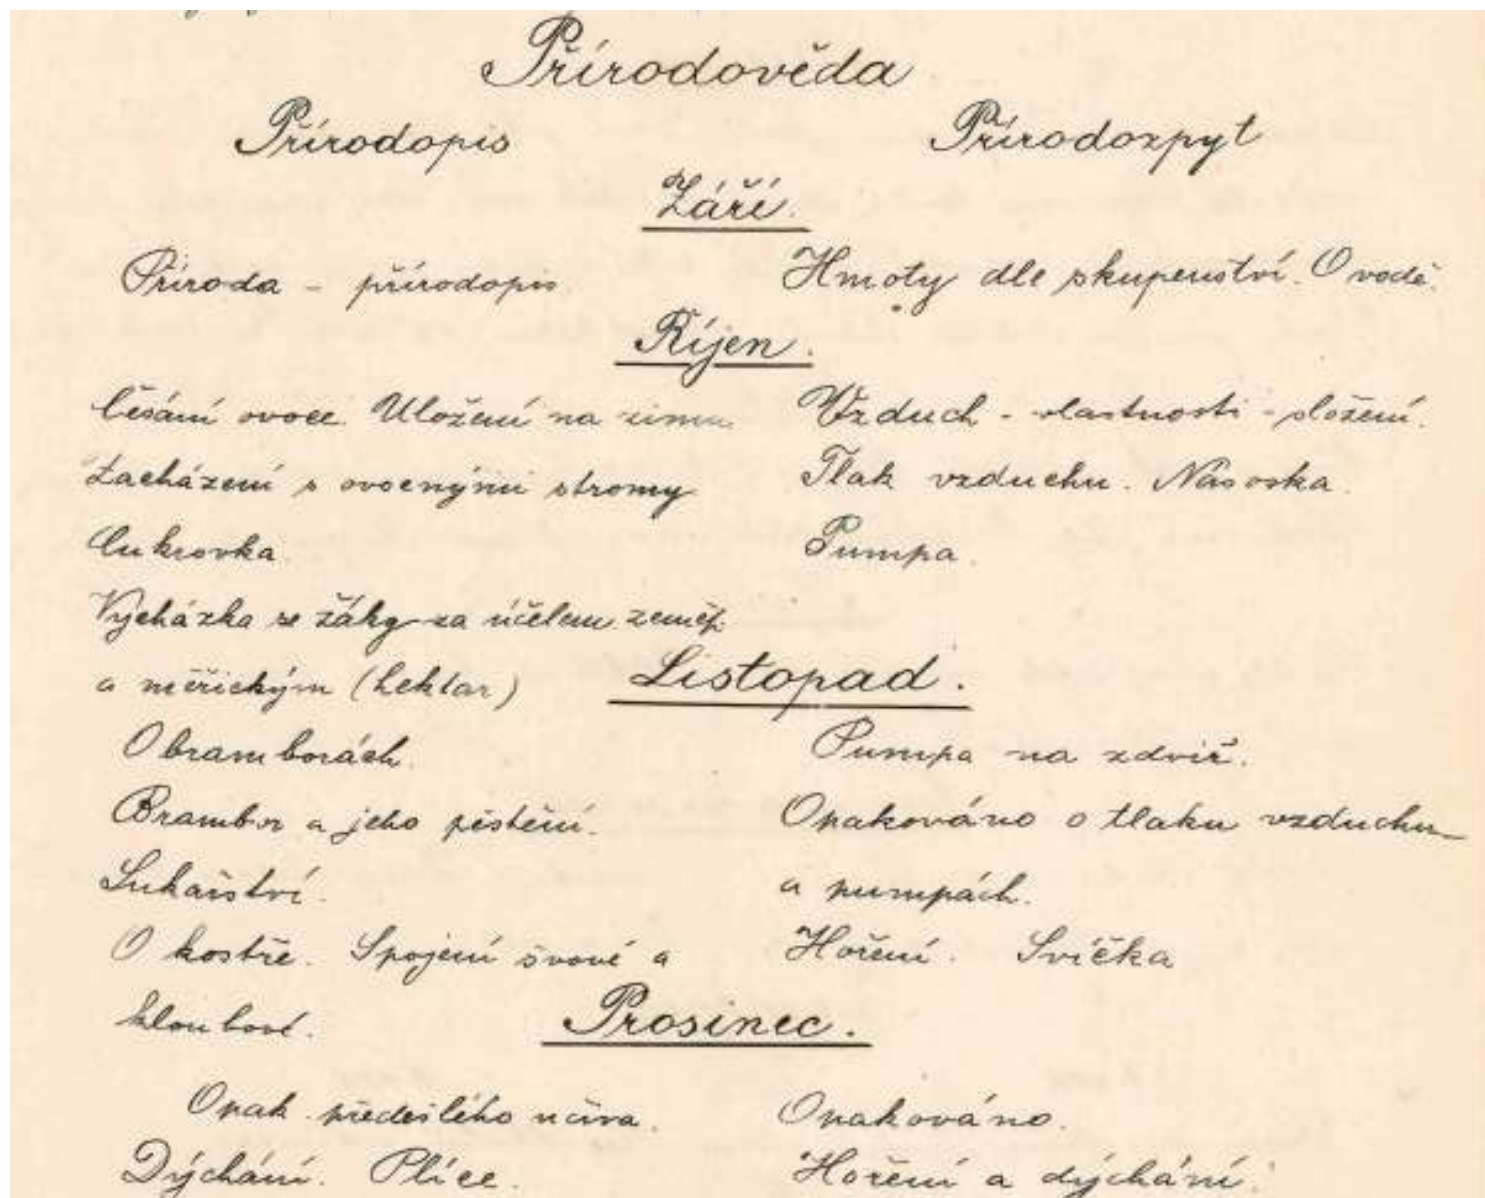 Přírodověda
Přírodopis Přírodozpyt
Září.
Příroda - přírodopis Hmoty dle skupenství. O vodě.
Říjen.
Česání ovoce. Uložení na zimu Vzduch - vlastnosti - složení.
Zacházení s ovocnými stromy Tlak vzduchu. Násoska.
Cukrovka. Pumpa.
Vycházka se žáky za účelem zeměp.
a měřickým (hektar) Listopad.
O bramborách. Pumpa na zdviž.
Brambor a jeho pěstění. Opakováno o tlaku vzduchu
Lukařství. a pumpách.
O kostře. Spojení švové a Hoření. Svíčka
kloubové. Prosinec.
Opak. předešlého učiva. Opakováno.
Dýchání. Plíce. Hoření a dýchání.